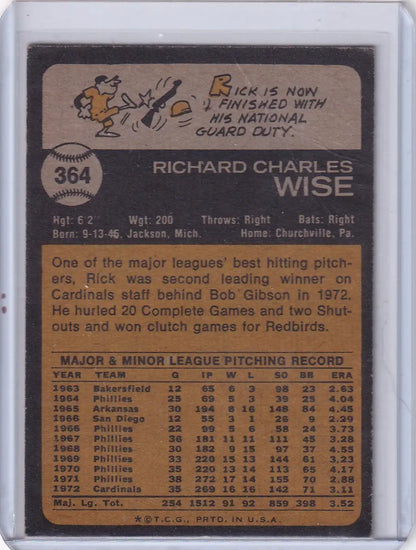 RICK IS NOW
FINISHED WITH
HIS NATIONAL
GUARD DUTY.
364
RICHARD CHARLES
WISE
Hgt: 6'2" Wgt: 200 Throws: Right Bats: Right
Born: 9-13-45, Jackson, Mich. Home: Churchville, Pa.
One of the major leagues' best hitting pitch-
ers, Rick was second leading winner on
Cardinals staff behind Bob Gibson in 1972.
He hurled 20 Complete Games and two Shut-
outs and won clutch games for Redbirds.
MAJOR & MINOR LEAGUE PITCHING RECORD
YEAR TEAM G IP W L SO BB ERA
1963 Bakersfield 12 65 6 3 98 23 2.63
1964 Phillies 25 69 5 3 39 25 4.04
1965 Arkansas 30 194 8 16 148 84 4.45
1966 San Diego 12 55 3 1 26 9 2.29
1966 Phillies 22 99 5 6 58 24 3.73
1967 Phillies 36 181 11 11 111 45 3.28
1968 Phillies 30 182 9 15 97 37 4.55
1969 Phillies 33 220 15 13 144 61 3.23
1970 Phillies 35 220 13 14 113 65 4.17
1971 Phillies 38 272 17 14 155 70 2.88
1972 Cardinals 35 269 16 16 142 71 3.11
Maj. Lg. Tot. 254 1512 91 92 859 398 3.52
★©T.C.G., PRTD. IN U.S.A.